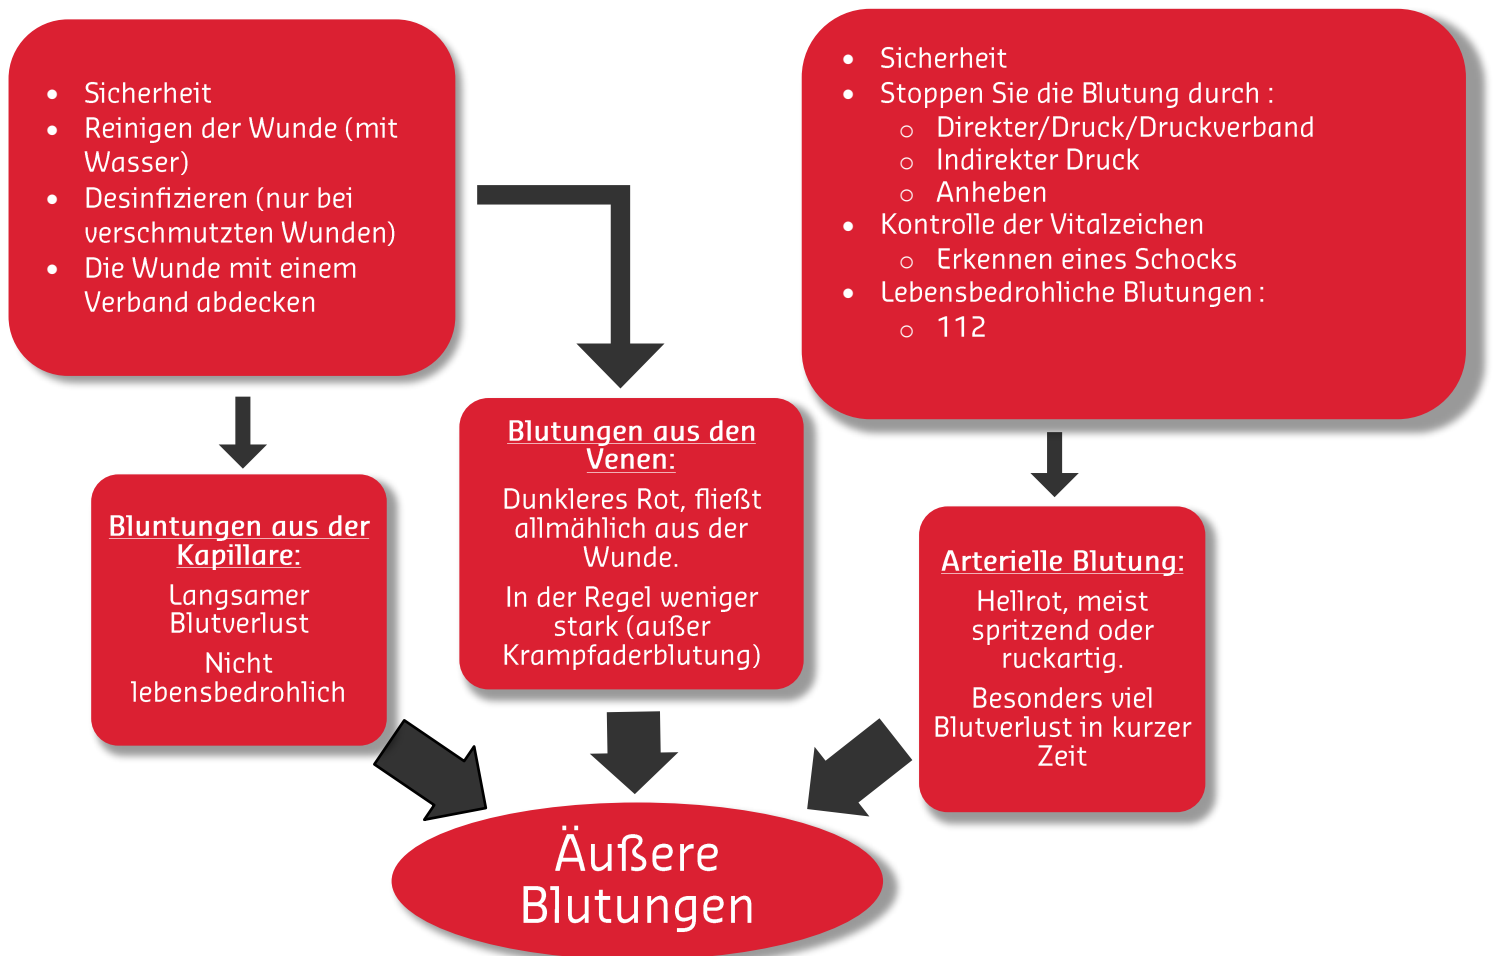 • Sicherheit
• Reinigen der Wunde (mit
Wasser)
• Desinfizieren (nur bei
verschmutzten Wunden)
• Die Wunde mit einem
Verband abdecken
• Sicherheit
• Stoppen Sie die Blutung durch :
o Direkter/Druck/Druckverband
o Indirekter Druck
o Anheben
• Kontrolle der Vitalzeichen
o Erkennen eines Schocks
• Lebensbedrohliche Blutungen :
o 112
Bluntungen aus der
Kapillare:
Langsamer
Blutverlust
Nicht
lebensbedrohlich
Blutungen aus den
Venen:
Dunkleres Rot, fließt
allmählich aus der
Wunde.
In der Regel weniger
stark (außer
Krampfaderblutung)
Arterielle Blutung:
Hellrot, meist
spritzend oder
ruckartig.
Besonders viel
Blutverlust in kurzer
Zeit
Äußere
Blutungen